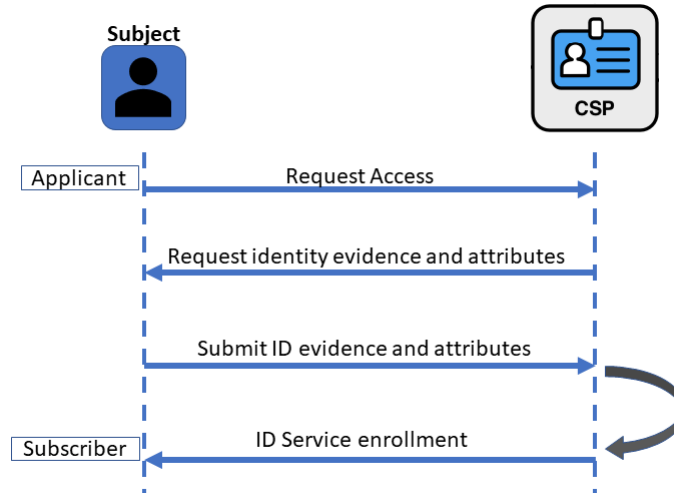 Subject
CSP
Applicant
Request Access
Request identity evidence and attributes
Submit ID evidence and attributes
Subscriber
ID Service enrollment